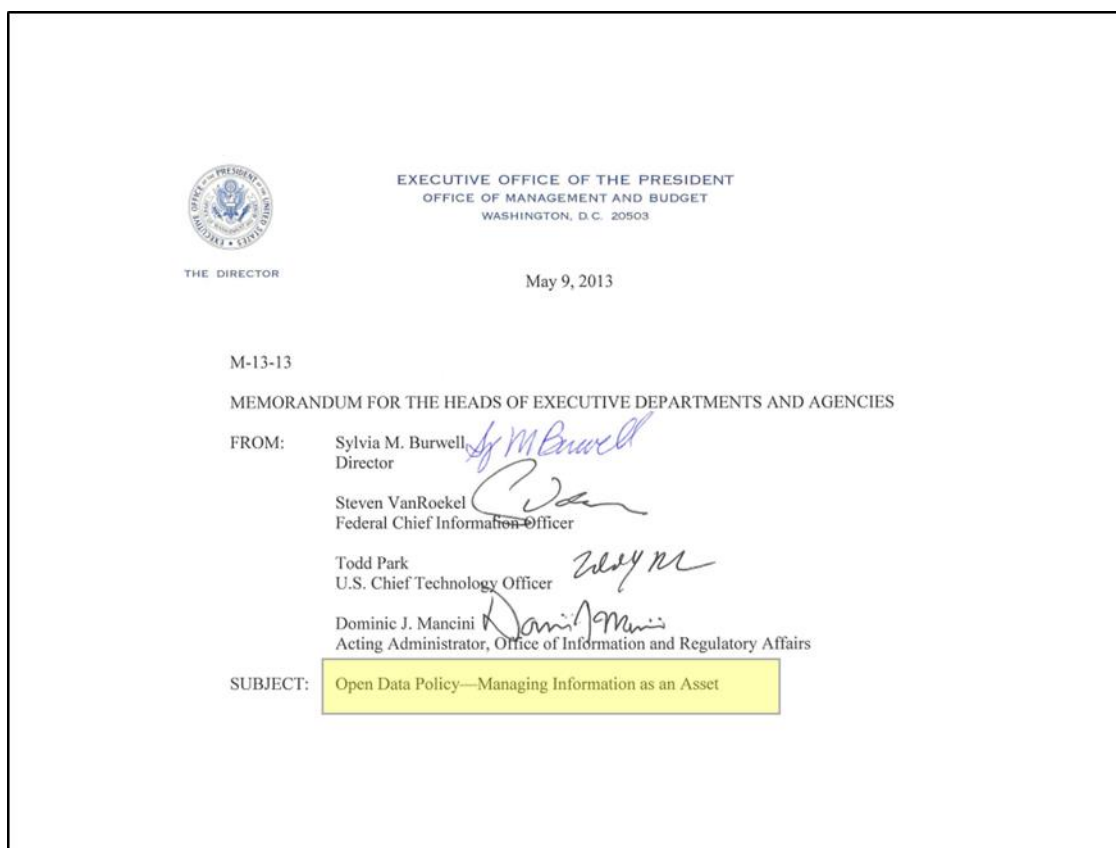 EXECUTIVE OFFICE OF THE PRESIDENT
OFFICE OF MANAGEMENT AND BUDGET
WASHINGTON, D.C. 20503
THE DIRECTOR
May 9, 2013
M-13-13
MEMORANDUM FOR THE HEADS OF EXECUTIVE DEPARTMENTS AND AGENCIES
FROM: Sylvia M. Burwell
Director
Steven VanRoekel
Federal Chief Information Officer
Todd Park
U.S. Chief Technology Officer
Dominic J. Mancini
Acting Administrator, Office of Information and Regulatory Affairs
SUBJECT: Open Data Policy—Managing Information as an Asset